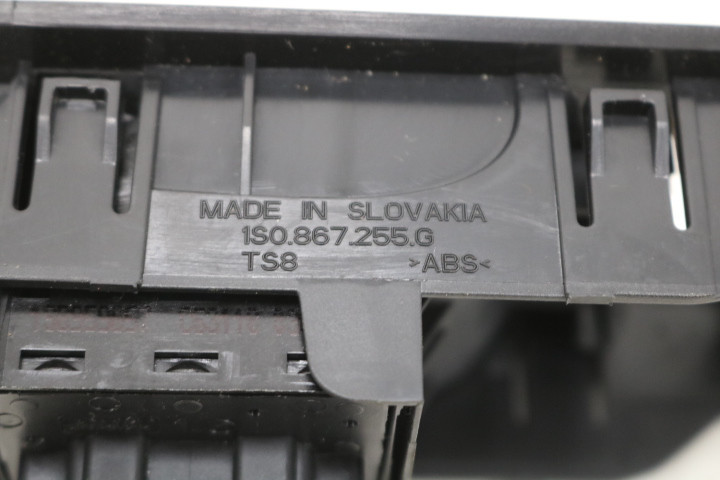 MADE IN SLOVAKIA
1S0.867.255.G
TS8 >ABS<